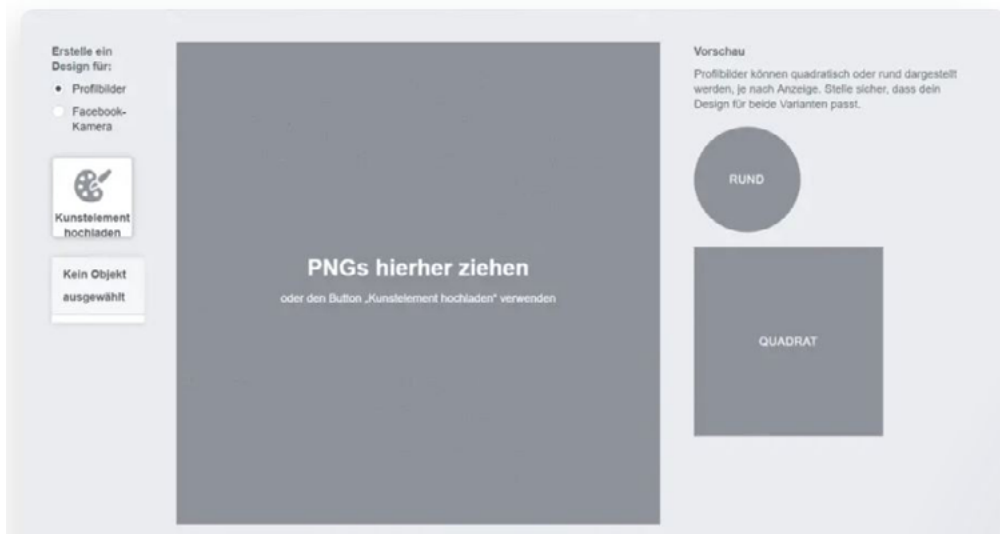 Erstelle ein
Design für:
Profilbilder
Facebook-
Kamera
Kunstelement
hochladen
Kein Objekt
ausgewählt
PNGs hierher ziehen
oder den Button „Kunstelement hochladen“ verwenden
Vorschau
Profilbilder können quadratisch oder rund dargestellt
werden, je nach Anzeige. Stelle sicher, dass dein
Design für beide Varianten passt.
RUND
QUADRAT